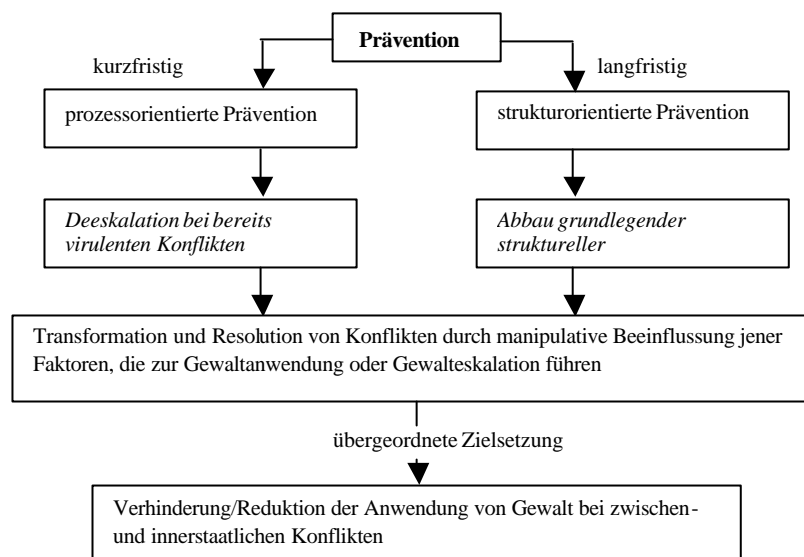 Prävention
kurzfristig
langfristig
prozessorientierte Prävention
strukturorientierte Prävention
Deeskalation bei bereits
virulenten Konflikten
Abbau grundlegender
struktureller
Transformation und Resolution von Konflikten durch manipulative Beeinflussung jener
Faktoren, die zur Gewaltanwendung oder Gewalteskalation führen
übergeordnete Zielsetzung
Verhinderung/Reduktion der Anwendung von Gewalt bei zwischen-
und innerstaatlichen Konflikten